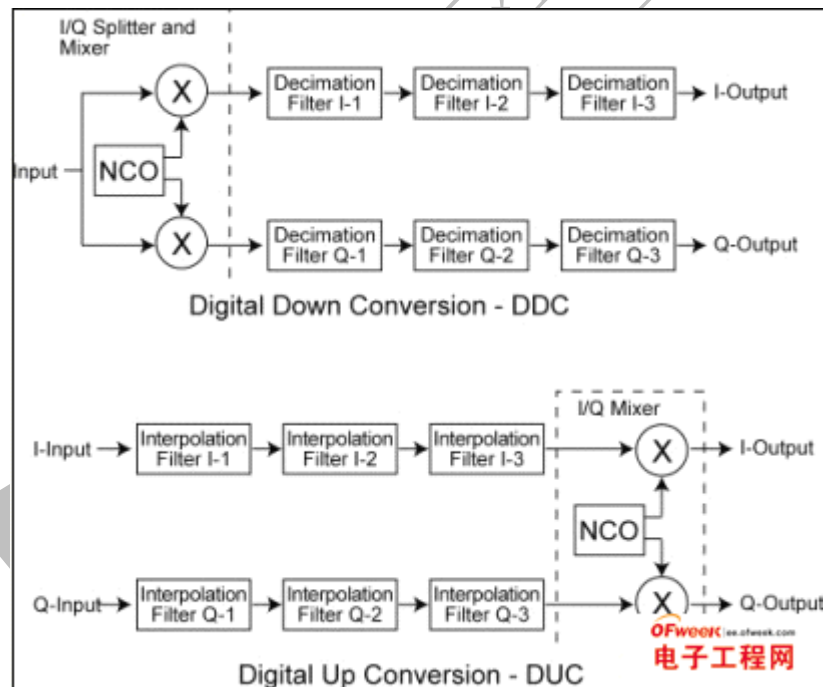 I/Q Splitter and
Mixer
X
Decimation
Filter I-1
Decimation
Filter I-2
Decimation
Filter I-3
I-Output
Input
NCO
X
Decimation
Filter Q-1
Decimation
Filter Q-2
Decimation
Filter Q-3
Q-Output
Digital Down Conversion - DDC
I/Q Mixer
I-Input
Interpolation
Filter I-1
Interpolation
Filter I-2
Interpolation
Filter I-3
X
I-Output
NCO
Q-Input
Interpolation
Filter Q-1
Interpolation
Filter Q-2
Interpolation
Filter Q-3
X
Q-Output
OFweek | ee.ofweek.com
电子工程网
Digital Up Conversion - DUC